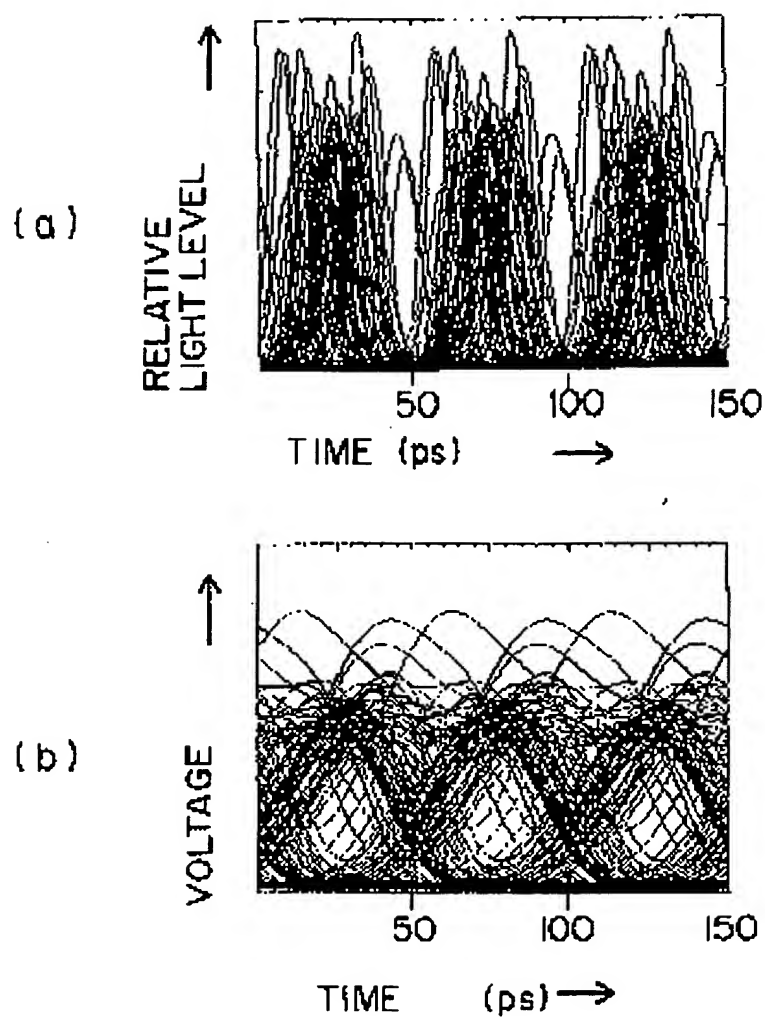 (a)
RELATIVE
LIGHT LEVEL
50
100
150
TIME (ps)
(b)
VOLTAGE
50
100
150
TIME (ps)